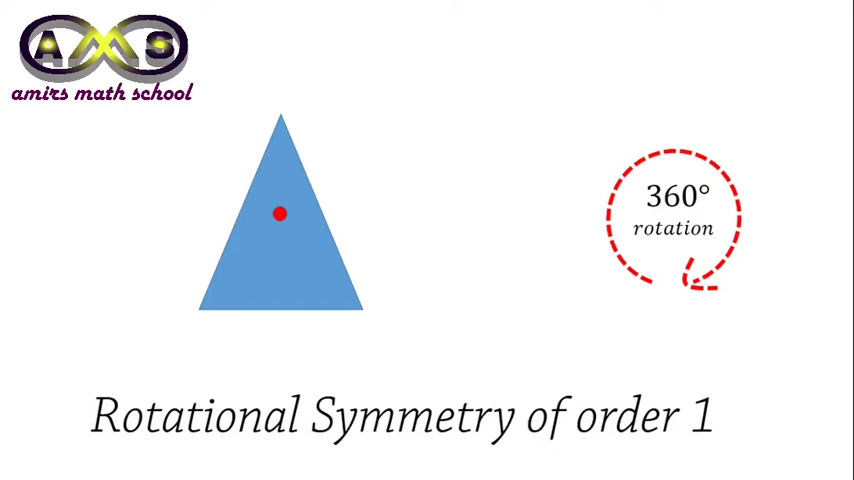 AMS
amirs math school
360°
rotation
Rotational Symmetry of order 1